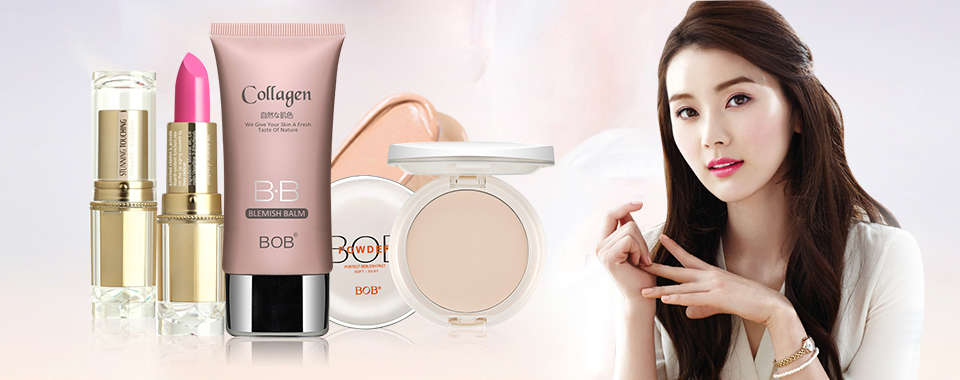 STUNNING TOUCHING
Collagen
自然な肌色
We Give Your Skin A Fresh
Taste Of Nature
B·B
BLEMISH BALM
BOB®
BOB
POWDER
BOB®